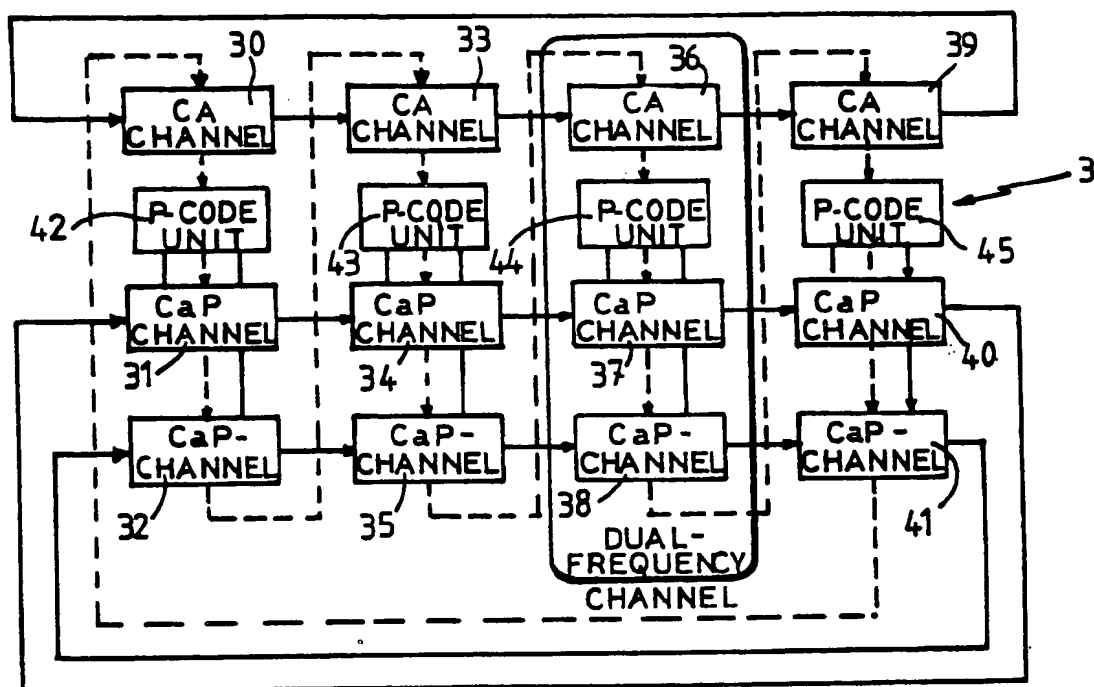 30
33
36
39
CA
CHANNEL
CA
CHANNEL
CA
CHANNEL
CA
CHANNEL
3
42
P-CODE
UNIT
43
P-CODE
UNIT
44
P-CODE
UNIT
P-CODE
UNIT
45
CaP
CHANNEL
CaP
CHANNEL
CaP
CHANNEL
CaP
CHANNEL
31
34
37
40
CaP-
CHANNEL
CaP-
CHANNEL
CaP-
CHANNEL
CaP-
CHANNEL
32
35
38
41
DUAL-
FREQUENCY
CHANNEL